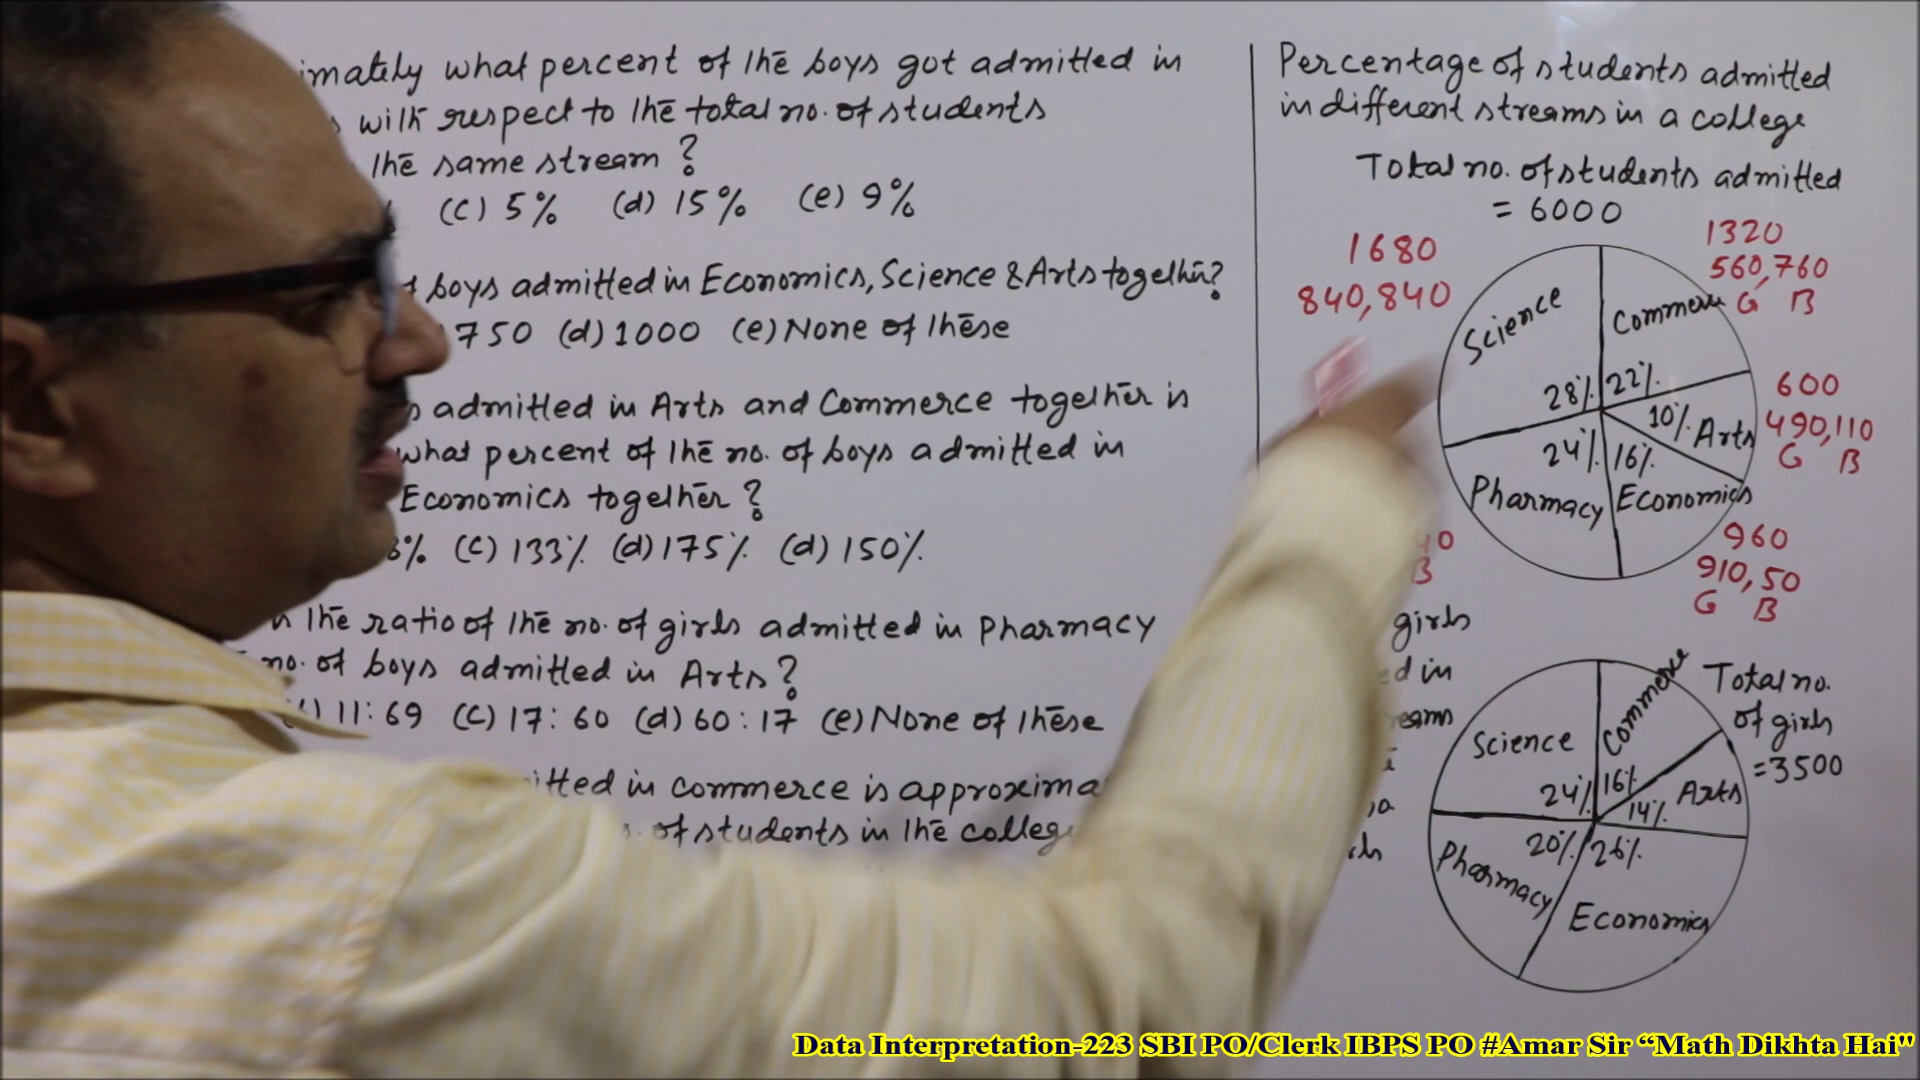 what percent of the boys got admitted in
with respect to the total no. of students
the same stream ?
(c) 5% (d) 15% (e) 9%
boys admitted in Economics, Science & Arts together?
750 (d) 1000 (e) None of these
admitted in Arts and Commerce together is
what percent of the no. of boys admitted in
Economics together ?
% (c) 133% (d) 175% (d) 150%
the ratio of the no. of girls admitted in Pharmacy
no. of boys admitted in Arts ?
11:69 (c) 17:60 (d) 60:17 (e) None of these
in commerce is
of students in the
Percentage of students admitted
in different streams in a college
Total no. of students admitted
= 6000
1680
840,840
1320
560,760
G B
Science
Commerce
28% 22%
600
490,110
G B
10% Arts
24% 16%
Pharmacy Economics
960
910,50
G B
girls
in
Science
Commerce
Total no.
of girls
=3500
24% 16%
14% Arts
20% 26%
Pharmacy
Economics
Data Interpretation-223 SBI PO/Clerk IBPS PO #Amar Sir “Math Dikhta Hai"